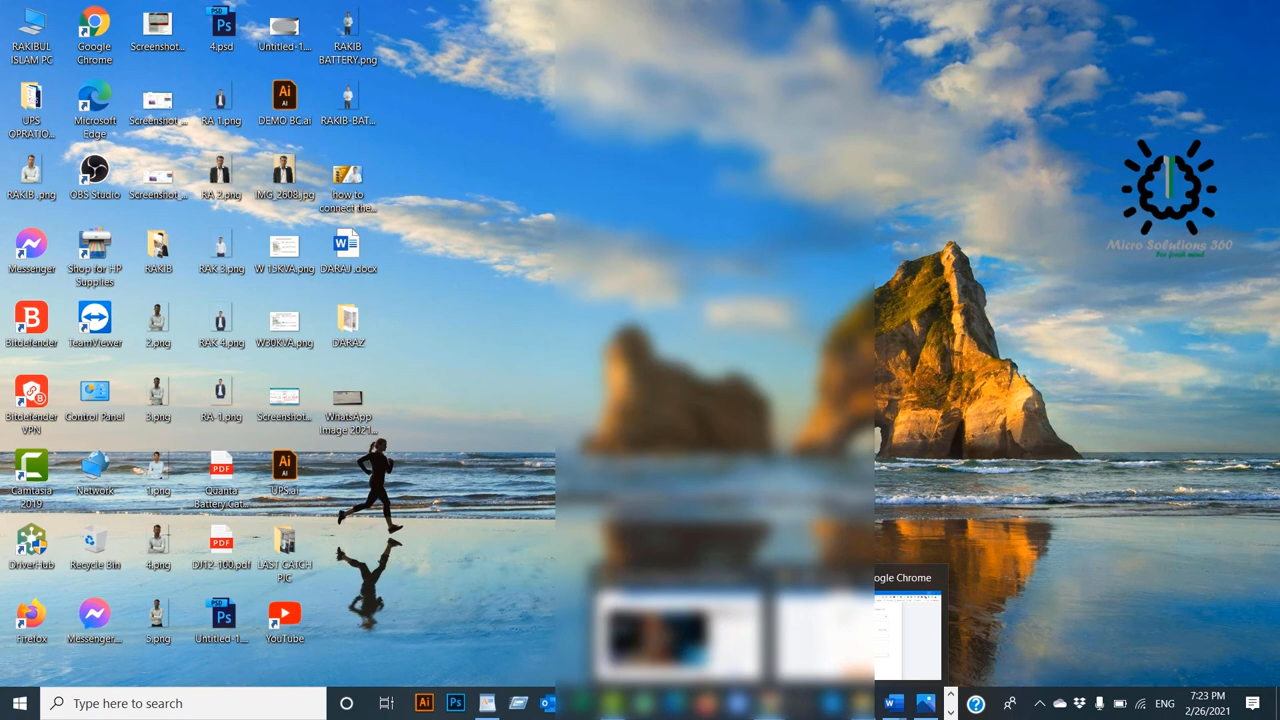 RAKIBUL
ISLAM PC
Google
Chrome
Screenshot...
4.psd
Untitled-1....
RAKIB
BATTERY.png
UPS
OPRATIO...
Microsoft
Edge
Screenshot_...
RA 1.png
DEMO BC.ai
RAKIB-BAT...
RAKIB .png
OBS Studio
Screenshot_...
RA 2.png
IMG_2608.jpg
how to
connect the...
Messenger
Shop for HP
Supplies
RAKIB
RAK 3.png
W 15KVA.png
DARAJ .docx
Bitdefender
TeamViewer
2.png
RAK 4.png
W30KVA.png
DARAZ
Bitdefender
VPN
Control Panel
3.png
RA-1.png
Screenshot...
WhatsApp
Image 2021...
Camtasia
2019
Network
1.png
Quanta
Battery.Cat...
UPS.ai
DriverHub
Recycle Bin
4.png
DJ12-100.pdf
LAST CATCH
PIC
Firefox
Messenger...
5.png
Untitled-1....
YouTube
Micro Solutions 360
For fresh mind
ogle Chrome
Type here to search
ENG
7:23 PM
2/26/2021